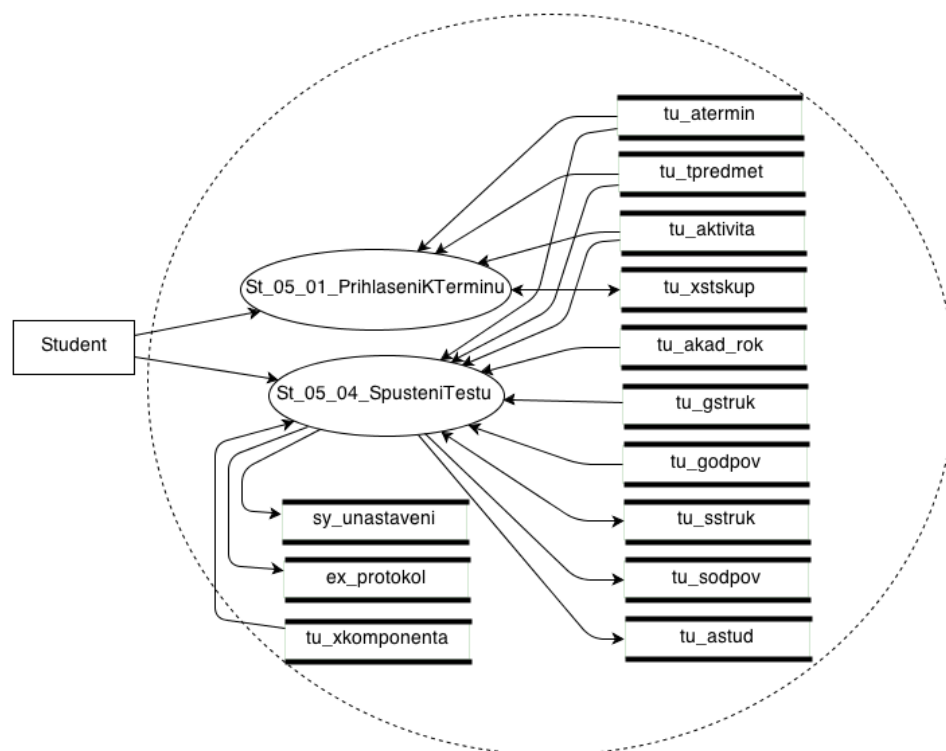 tu_atermin
tu_tpredmet
tu_aktivita
St_05_01_PrihlaseniKTerminu
tu_xstskup
Student
tu_akad_rok
St_05_04_SpusteniTestu
tu_gstruk
tu_godpov
sy_unastaveni
tu_sstruk
ex_protokol
tu_sodpov
tu_xkomponenta
tu_astud